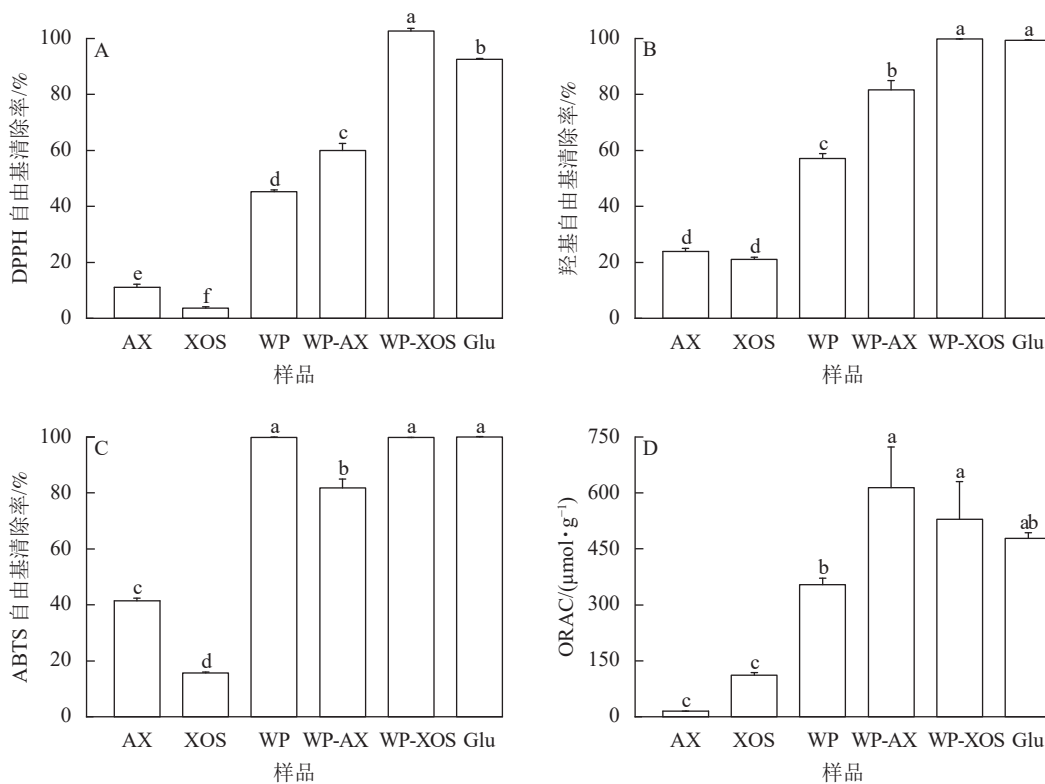 A
DPPH 自由基清除率/%
100
80
60
40
20
0
e
f
d
c
a
b
AX XOS WP WP-AX WP-XOS Glu
样品
B
羟基自由基清除率/%
100
80
60
40
20
0
d
d
c
b
a
a
AX XOS WP WP-AX WP-XOS Glu
样品
C
ABTS 自由基清除率/%
100
80
60
40
20
0
c
d
a
b
a
a
AX XOS WP WP-AX WP-XOS Glu
样品
D
ORAC/(μmol·g⁻¹)
750
600
450
300
150
0
c
c
b
a
a
ab
AX XOS WP WP-AX WP-XOS Glu
样品